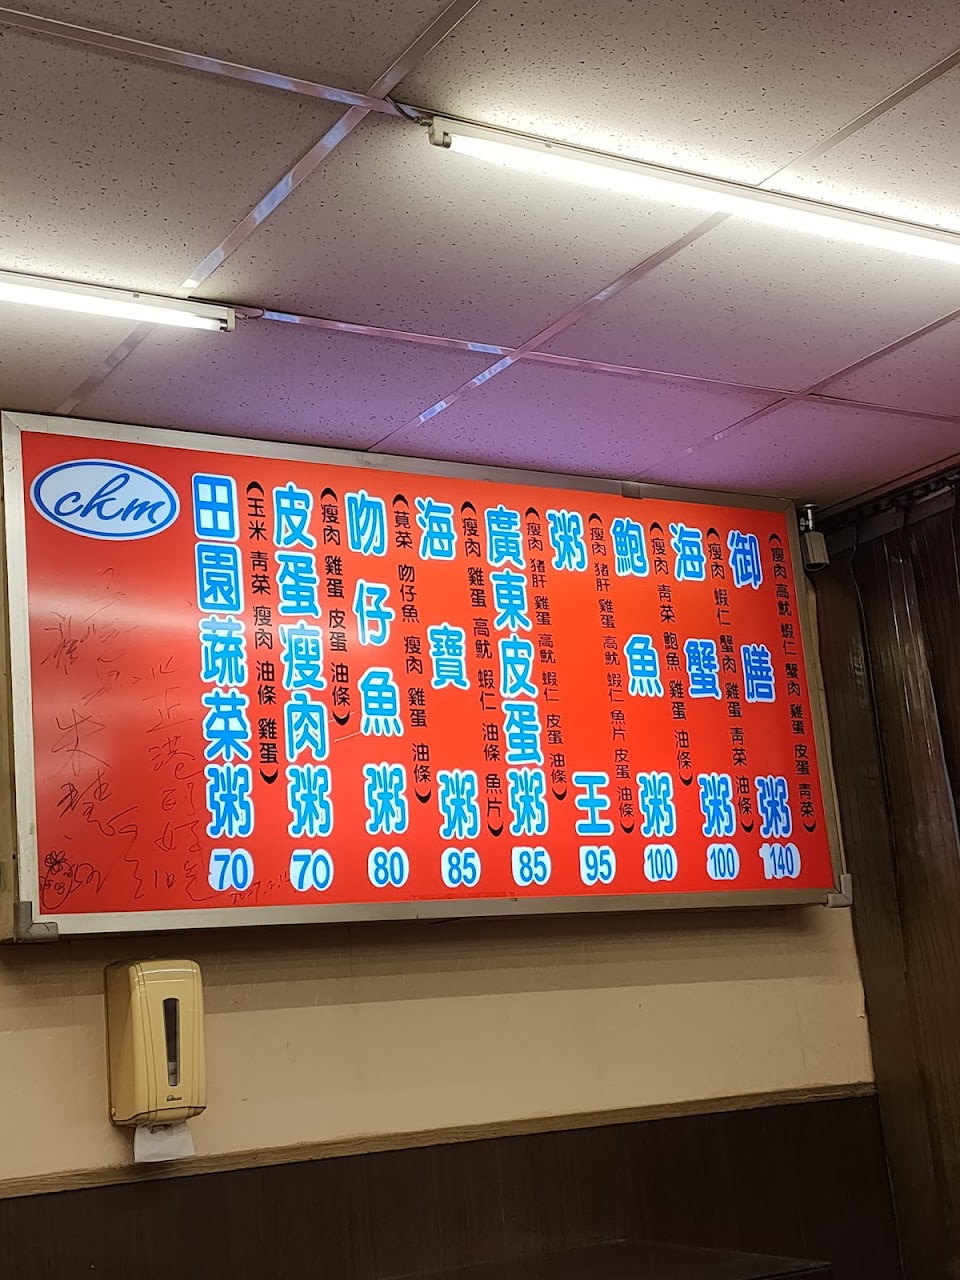 ckm
田園蔬菜粥
（玉米 青菜 瘦肉 油條 雞蛋）
70
皮蛋瘦肉粥
（瘦肉 雞蛋 皮蛋 油條）
70
吻仔魚粥
（莧菜 吻仔魚 瘦肉 雞蛋 油條）
80
海寶粥
（瘦肉 雞蛋 高魷 蝦仁 油條 魚片）
85
廣東皮蛋粥
（瘦肉 猪肝 雞蛋 高魷 蝦仁 皮蛋 油條）
85
粥王
（瘦肉 猪肝 雞蛋 高魷 蝦仁 魚片 皮蛋 油條）
95
鮑魚粥
（瘦肉 青菜 鮑魚 雞蛋 油條）
100
海蟹粥
（瘦肉 蝦仁 蟹肉 雞蛋 青菜 油條）
100
御膳粥
（瘦肉 高魷 蝦仁 蟹肉 雞蛋 皮蛋 青菜）
140